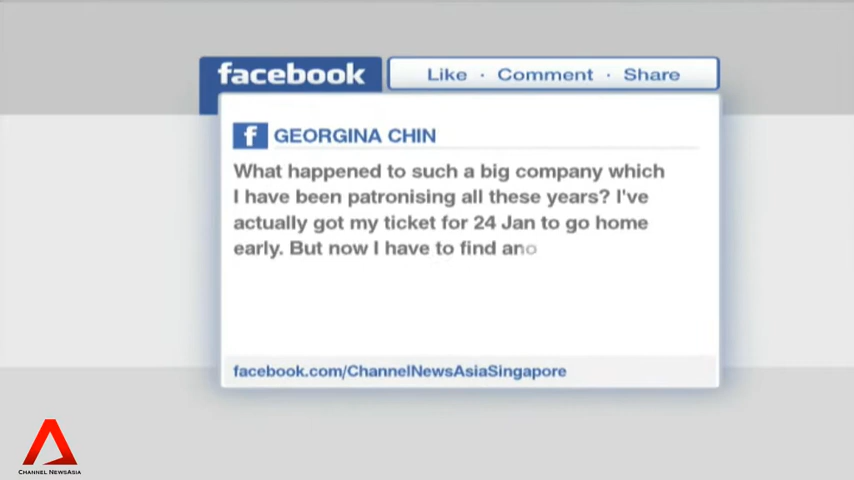 facebook
Like · Comment · Share
f GEORGINA CHIN
What happened to such a big company which
I have been patronising all these years? I've
actually got my ticket for 24 Jan to go home
early. But now I have to find ano
facebook.com/ChannelNewsAsiaSingapore
CHANNEL NEWSASIA